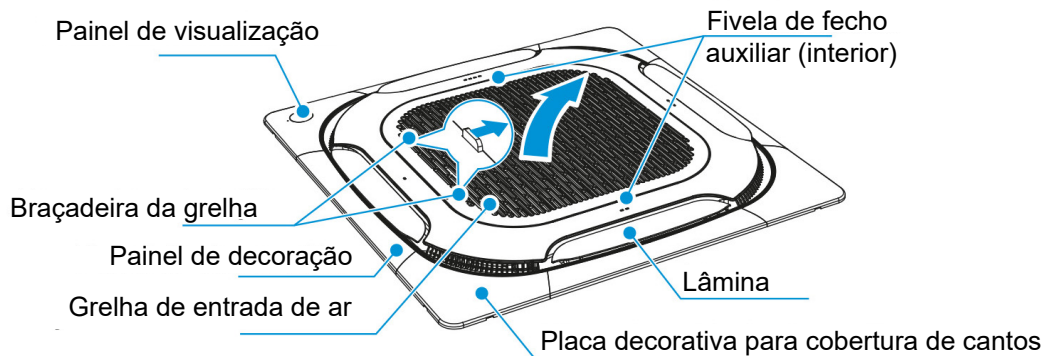 Painel de visualização
Fivela de fecho
auxiliar (interior)
Braçadeira da grelha
Painel de decoração
Grelha de entrada de ar
Lâmina
Placa decorativa para cobertura de cantos